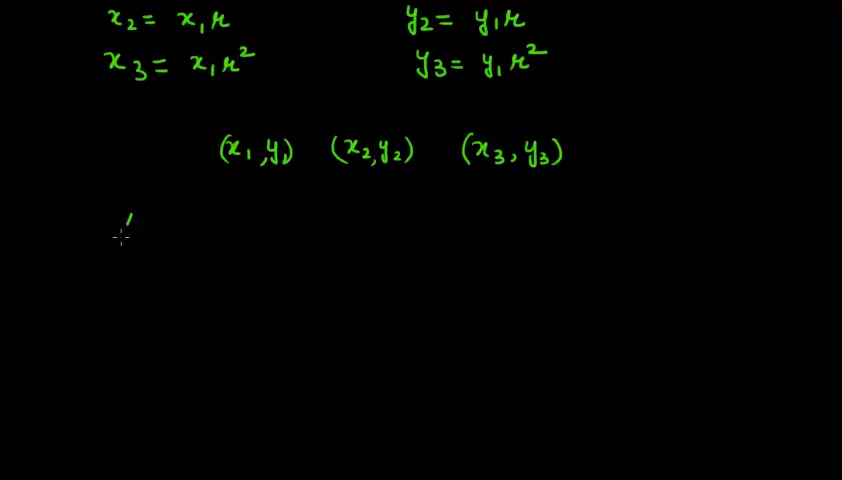 x₂ = x₁r y₂ = y₁r
x₃ = x₁r² y₃ = y₁r²
(x₁, y₁) (x₂, y₂) (x₃, y₃)